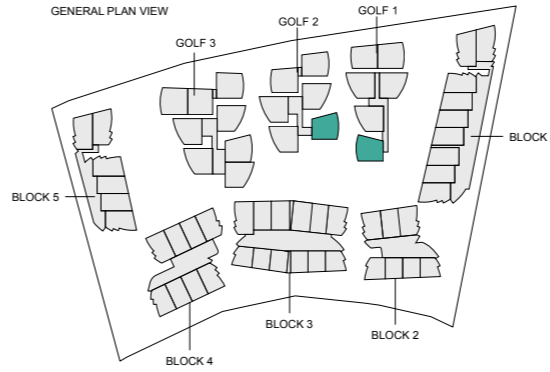 GENERAL PLAN VIEW
GOLF 1
GOLF 2
GOLF 3
BLOCK
BLOCK 5
BLOCK 3
BLOCK 2
BLOCK 4